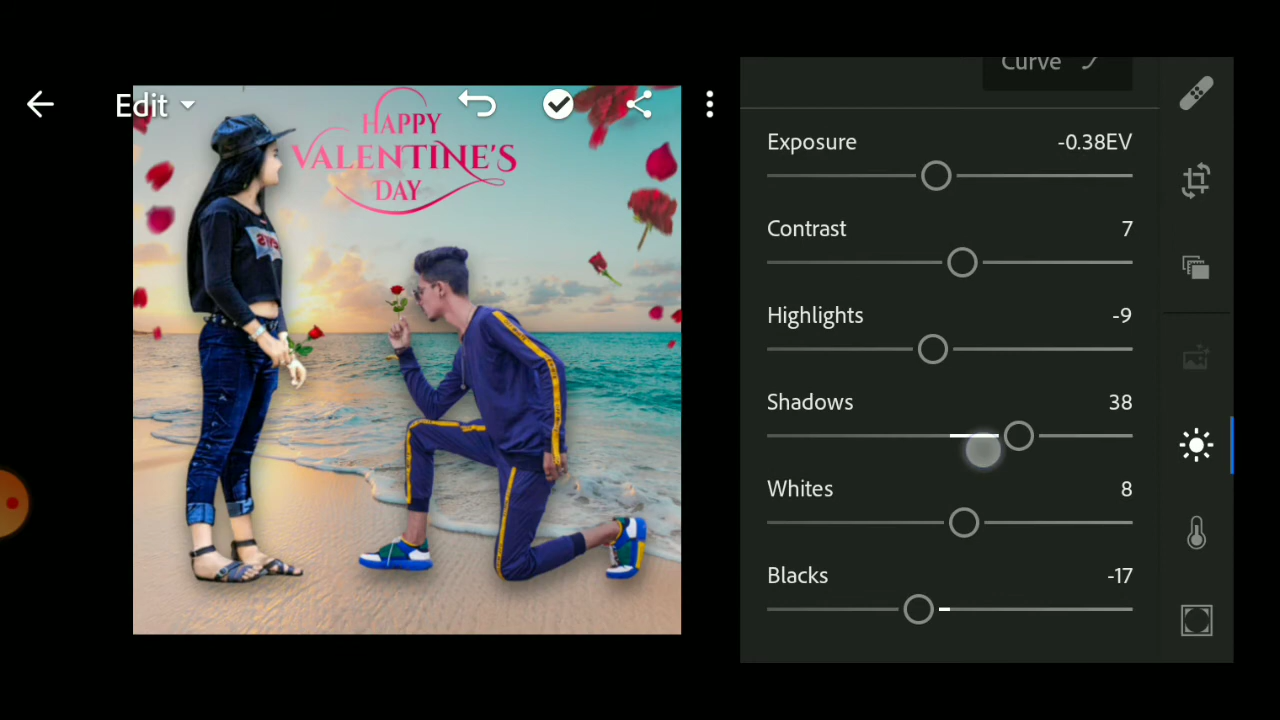 Edit
HAPPY
VALENTINE'S
DAY
Curve
Exposure -0.38EV
Contrast 7
Highlights -9
Shadows 38
Whites 8
Blacks -17